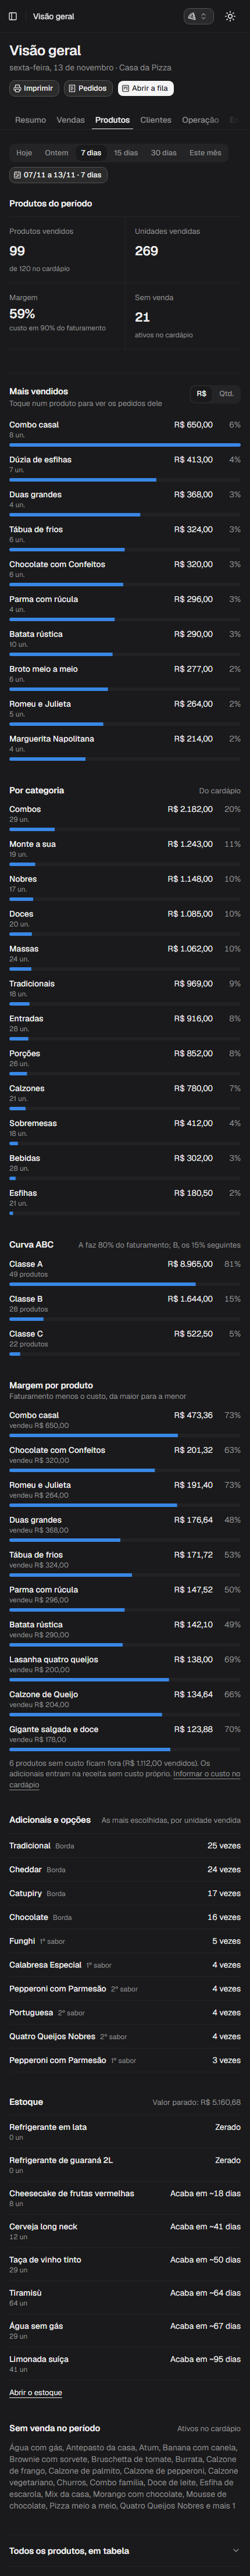 Visão geral
Visão geral
sexta-feira, 13 de novembro · Casa da Pizza
Imprimir Pedidos Abrir a fila
Resumo Vendas Produtos Clientes Operação
Hoje Ontem 7 dias 15 dias 30 dias Este mês
07/11 a 13/11 · 7 dias
Produtos do período
Produtos vendidos Unidades vendidas
99 269
de 120 no cardápio
Margem Sem venda
59% 21
custo em 90% do faturamento ativos no cardápio
Mais vendidos R$ Qtd.
Toque num produto para ver os pedidos dele
Combo casal R$ 650,00 6%
8 un.
Dúzia de esfihas R$ 413,00 4%
7 un.
Duas grandes R$ 368,00 3%
4 un.
Tábua de frios R$ 324,00 3%
6 un.
Chocolate com Confeitos R$ 320,00 3%
6 un.
Parma com rúcula R$ 296,00 3%
4 un.
Batata rústica R$ 290,00 3%
10 un.
Broto meio a meio R$ 277,00 2%
6 un.
Romeu e Julieta R$ 264,00 2%
5 un.
Marguerita Napolitana R$ 214,00 2%
4 un.
Por categoria Do cardápio
Combos R$ 2.182,00 20%
29 un.
Monte a sua R$ 1.243,00 11%
19 un.
Nobres R$ 1.148,00 10%
17 un.
Doces R$ 1.085,00 10%
20 un.
Massas R$ 1.062,00 10%
24 un.
Tradicionais R$ 969,00 9%
17 un.
Entradas R$ 916,00 8%
28 un.
Porções R$ 852,00 8%
26 un.
Calzones R$ 780,00 7%
21 un.
Sobremesas R$ 412,00 4%
18 un.
Bebidas R$ 302,00 3%
28 un.
Esfihas R$ 180,50 2%
21 un.
Curva ABC A faz 80% do faturamento; B, os 15% seguintes
Classe A R$ 8.965,00 81%
49 produtos
Classe B R$ 1.644,00 15%
28 produtos
Classe C R$ 522,50 5%
22 produtos
Margem por produto
Faturamento menos o custo, da maior para a menor
Combo casal R$ 473,36 73%
vendeu R$ 650,00
Chocolate com Confeitos R$ 201,32 63%
vendeu R$ 320,00
Romeu e Julieta R$ 191,40 73%
vendeu R$ 264,00
Duas grandes R$ 176,64 48%
vendeu R$ 368,00
Tábua de frios R$ 171,72 53%
vendeu R$ 324,00
Parma com rúcula R$ 147,52 50%
vendeu R$ 296,00
Batata rústica R$ 142,10 49%
vendeu R$ 290,00
Lasanha quatro queijos R$ 138,00 69%
vendeu R$ 200,00
Calzone de Queijo R$ 134,64 66%
vendeu R$ 204,00
Gigante salgada e doce R$ 123,88 70%
vendeu R$ 178,00
6 produtos sem custo ficam fora (R$ 1.112,00 vendidos). Os
adicionais entram na receita sem custo próprio. Informar o custo no
cardápio
Adicionais e opções As mais escolhidas, por unidade vendida
Tradicional Borda 25 vezes
Cheddar Borda 24 vezes
Catupiry Borda 17 vezes
Chocolate Borda 16 vezes
Funghi 1º sabor 5 vezes
Calabresa Especial 1º sabor 4 vezes
Pepperoni com Parmesão 2º sabor 4 vezes
Portuguesa 2º sabor 4 vezes
Quatro Queijos Nobres 2º sabor 4 vezes
Pepperoni com Parmesão 1º sabor 3 vezes
Estoque Valor parado: R$ 5.160,68
Refrigerante em lata Zerado
0 un
Refrigerante de guaraná 2L Zerado
0 un
Cheesecake de frutas vermelhas Acaba em ~18 dias
8 un
Cerveja long neck Acaba em ~41 dias
12 un
Taça de vinho tinto Acaba em ~50 dias
29 un
Tiramisù Acaba em ~64 dias
64 un
Água sem gás Acaba em ~67 dias
29 un
Limonada suíça Acaba em ~95 dias
41 un
Abrir o estoque
Sem venda no período Ativos no cardápio
Água com gás, Antepasto da casa, Atum, Banana com canela,
Brownie com sorvete, Bruschetta de tomate, Burrata, Calzone
de frango, Calzone de palmito, Calzone de pepperoni, Calzone
vegetariano, Churros, Combo família, Doce de leite, Esfiha de
escarola, Mix da casa, Morango com chocolate, Mousse de
chocolate, Pizza meio a meio, Quatro Queijos Nobres e mais 1
Todos os produtos, em tabela